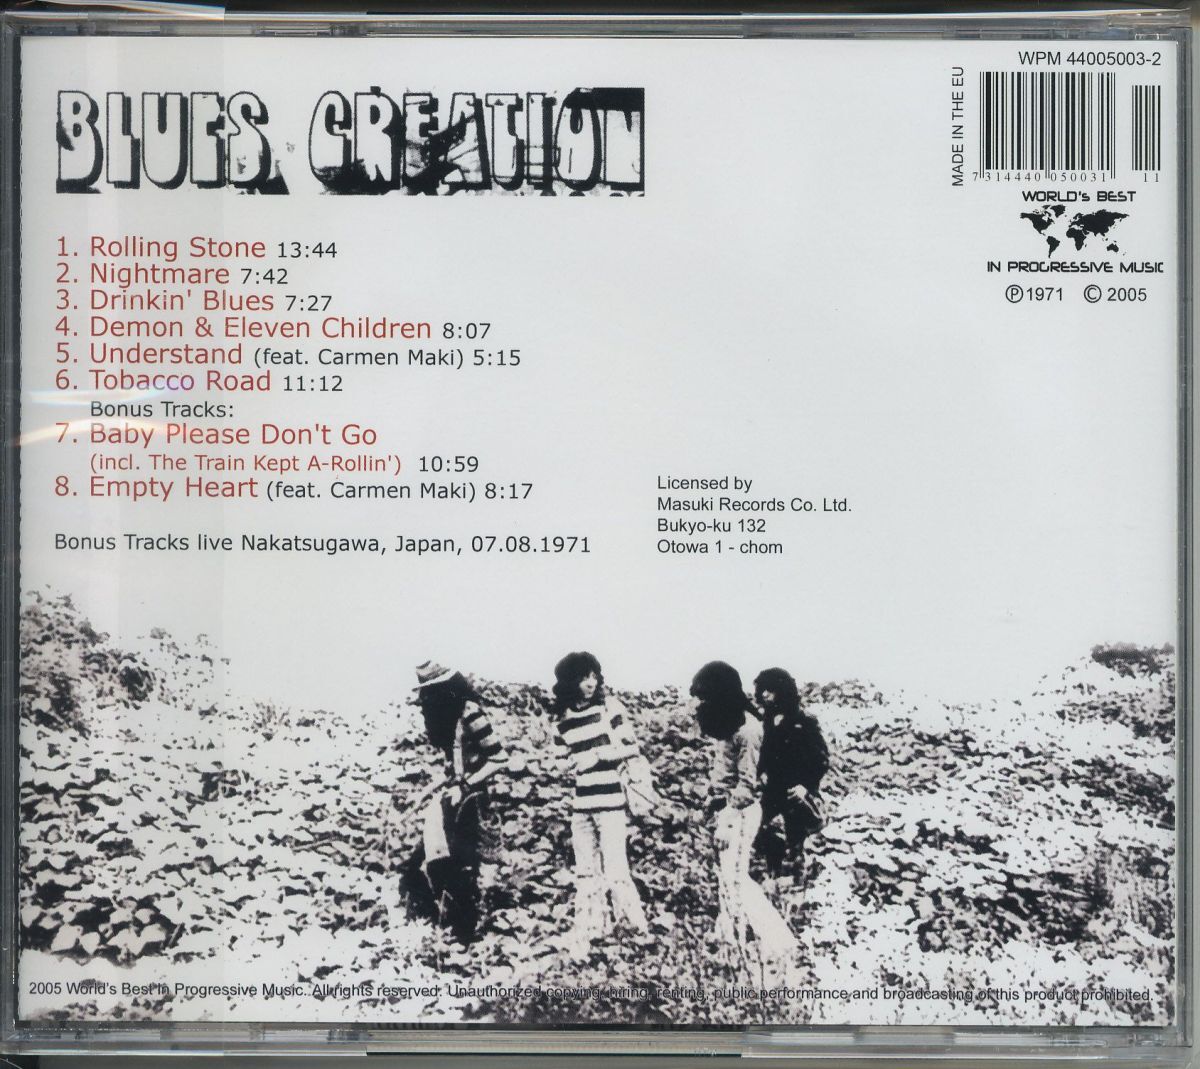 WPM 44005003-2
MADE IN THE EU
7 314440 050031 11
BLUES CREATION
WORLD's BEST
IN PROGRESSIVE MUSIC
Ⓟ1971 © 2005
1. Rolling Stone 13:44
2. Nightmare 7:42
3. Drinkin' Blues 7:27
4. Demon & Eleven Children 8:07
5. Understand (feat. Carmen Maki) 5:15
6. Tobacco Road 11:12
Bonus Tracks:
7. Baby Please Don't Go
(incl. The Train Kept A-Rollin') 10:59
8. Empty Heart (feat. Carmen Maki) 8:17
Bonus Tracks live Nakatsugawa, Japan, 07.08.1971
Licensed by
Masuki Records Co. Ltd.
Bukyo-ku 132
Otowa 1 - chom
2005 World's Best In Progressive Music. All rights reserved. Unauthorized copying, hiring, renting, public performance and broadcasting of this product prohibited.